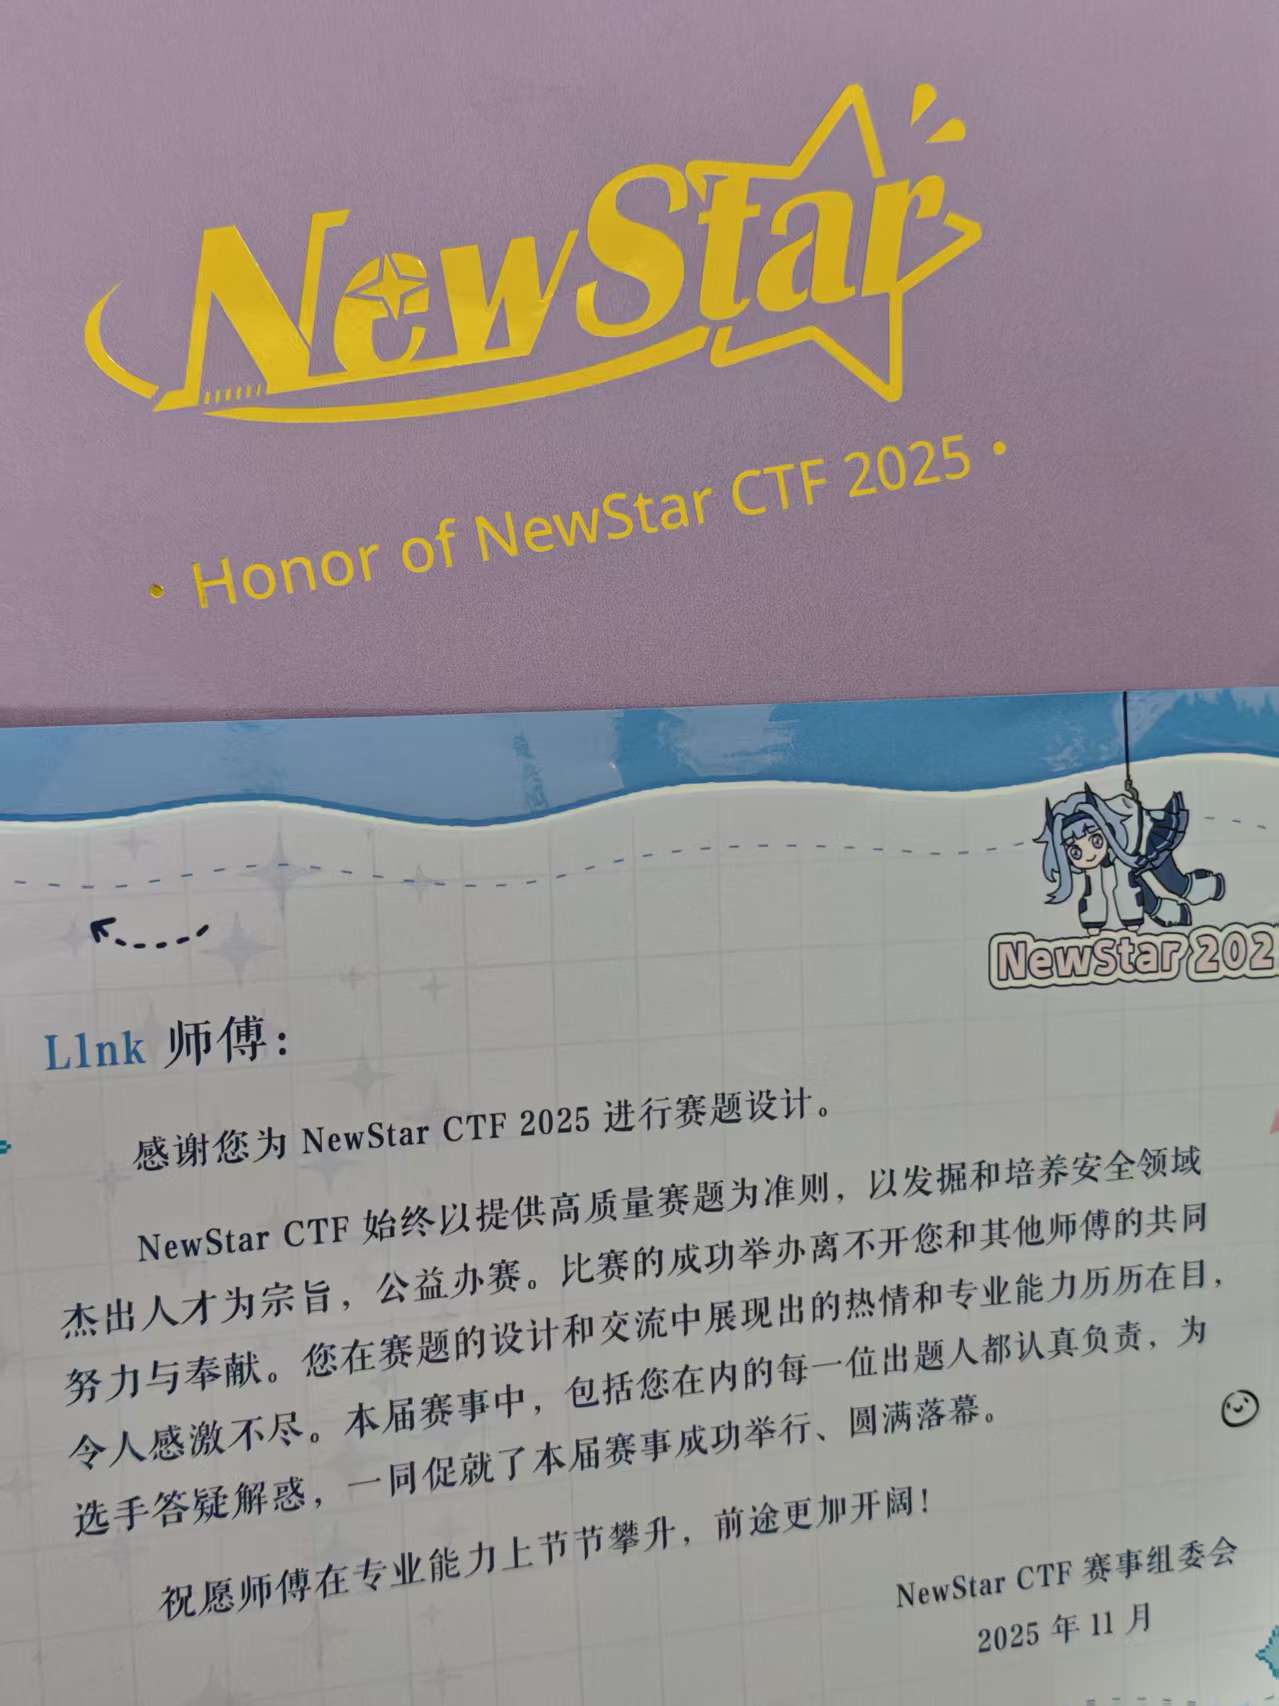 NewStar
· Honor of NewStar CTF 2025 ·
NewStar 202
L1nk 师傅：
感谢您为 NewStar CTF 2025 进行赛题设计。
NewStar CTF 始终以提供高质量赛题为准则，以发掘和培养安全领域
杰出人才为宗旨，公益办赛。比赛的成功举办离不开您和其他师傅的共同
努力与奉献。您在赛题的设计和交流中展现出的热情和专业能力历历在目，
令人感激不尽。本届赛事中，包括您在内的每一位出题人都认真负责，为
选手答疑解惑，一同促就了本届赛事成功举行、圆满落幕。
祝愿师傅在专业能力上节节攀升，前途更加开阔！
NewStar CTF 赛事组委会
2025 年 11 月